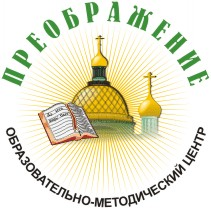 ПРЕОБРАЖЕНИЕ
ОБРАЗОВАТЕЛЬНО-МЕТОДИЧЕСКИЙ ЦЕНТР